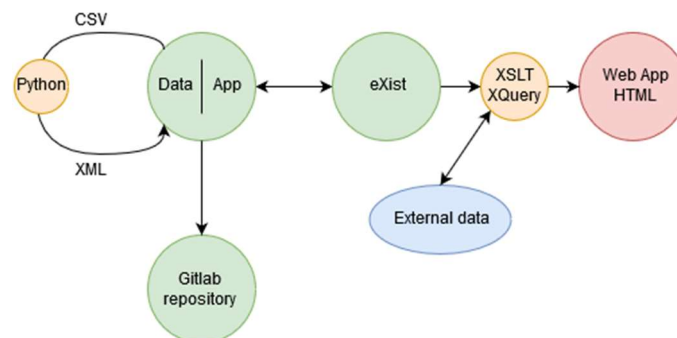 CSV
Python
Data App
eXist
XSLT
XQuery
Web App
HTML
XML
External data
Gitlab
repository